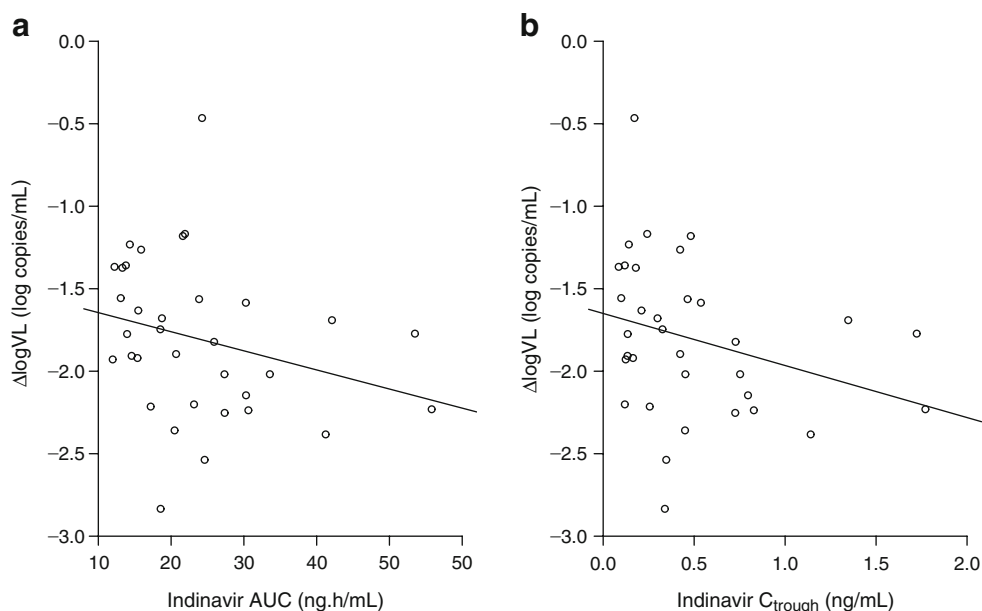 a
0.0
−0.5
−1.0
−1.5
−2.0
−2.5
−3.0
ΔlogVL (log copies/mL)
10 20 30 40 50 50
Indinavir AUC (ng.h/mL)
b
0.0
−0.5
−1.0
−1.5
−2.0
−2.5
−3.0
ΔlogVL (log copies/mL)
0.0 0.5 1.0 1.5 2.0
Indinavir Ctrough (ng/mL)